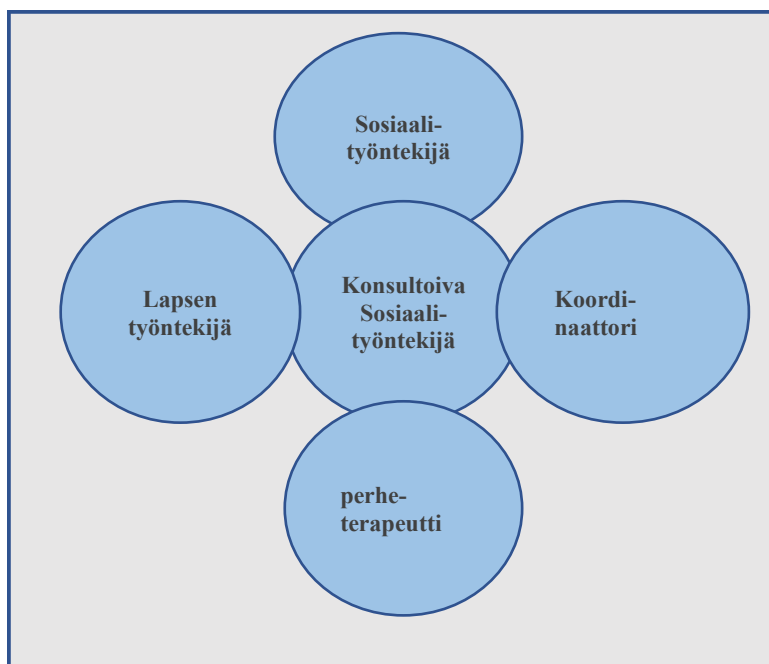 Sosiaali-
työntekijä
Lapsen
työntekijä
Konsultoiva
Sosiaali-
työntekijä
Koordi-
naattori
perhe-
terapeutti